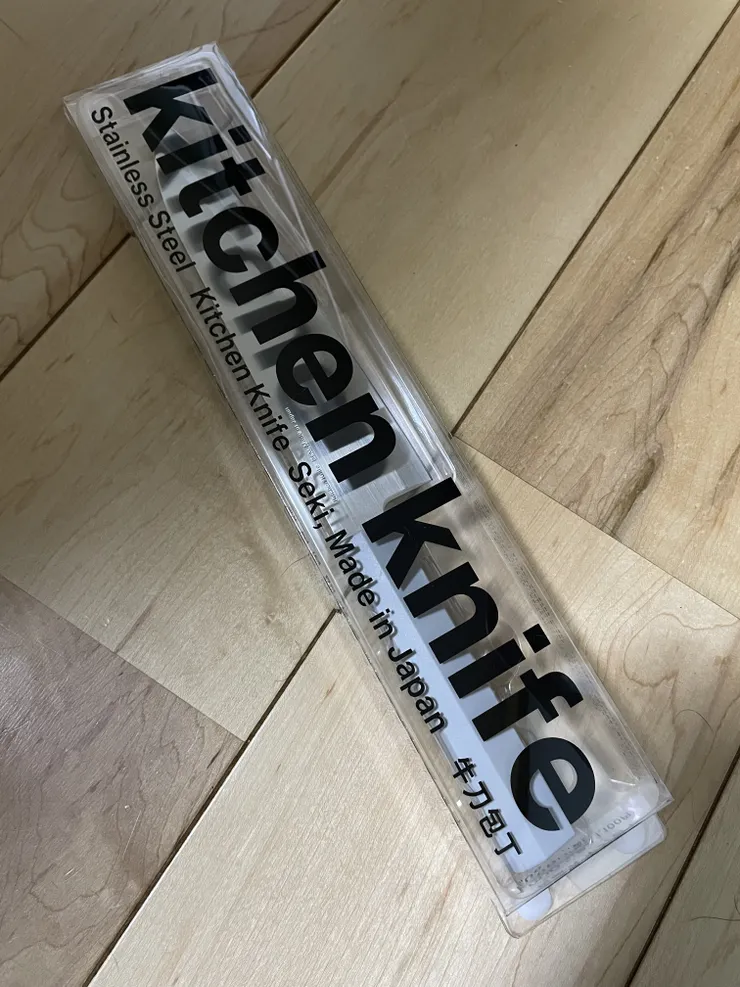 kitchen knife
Stainless Steel Kitchen Knife Seki, Made in Japan 牛刀包丁